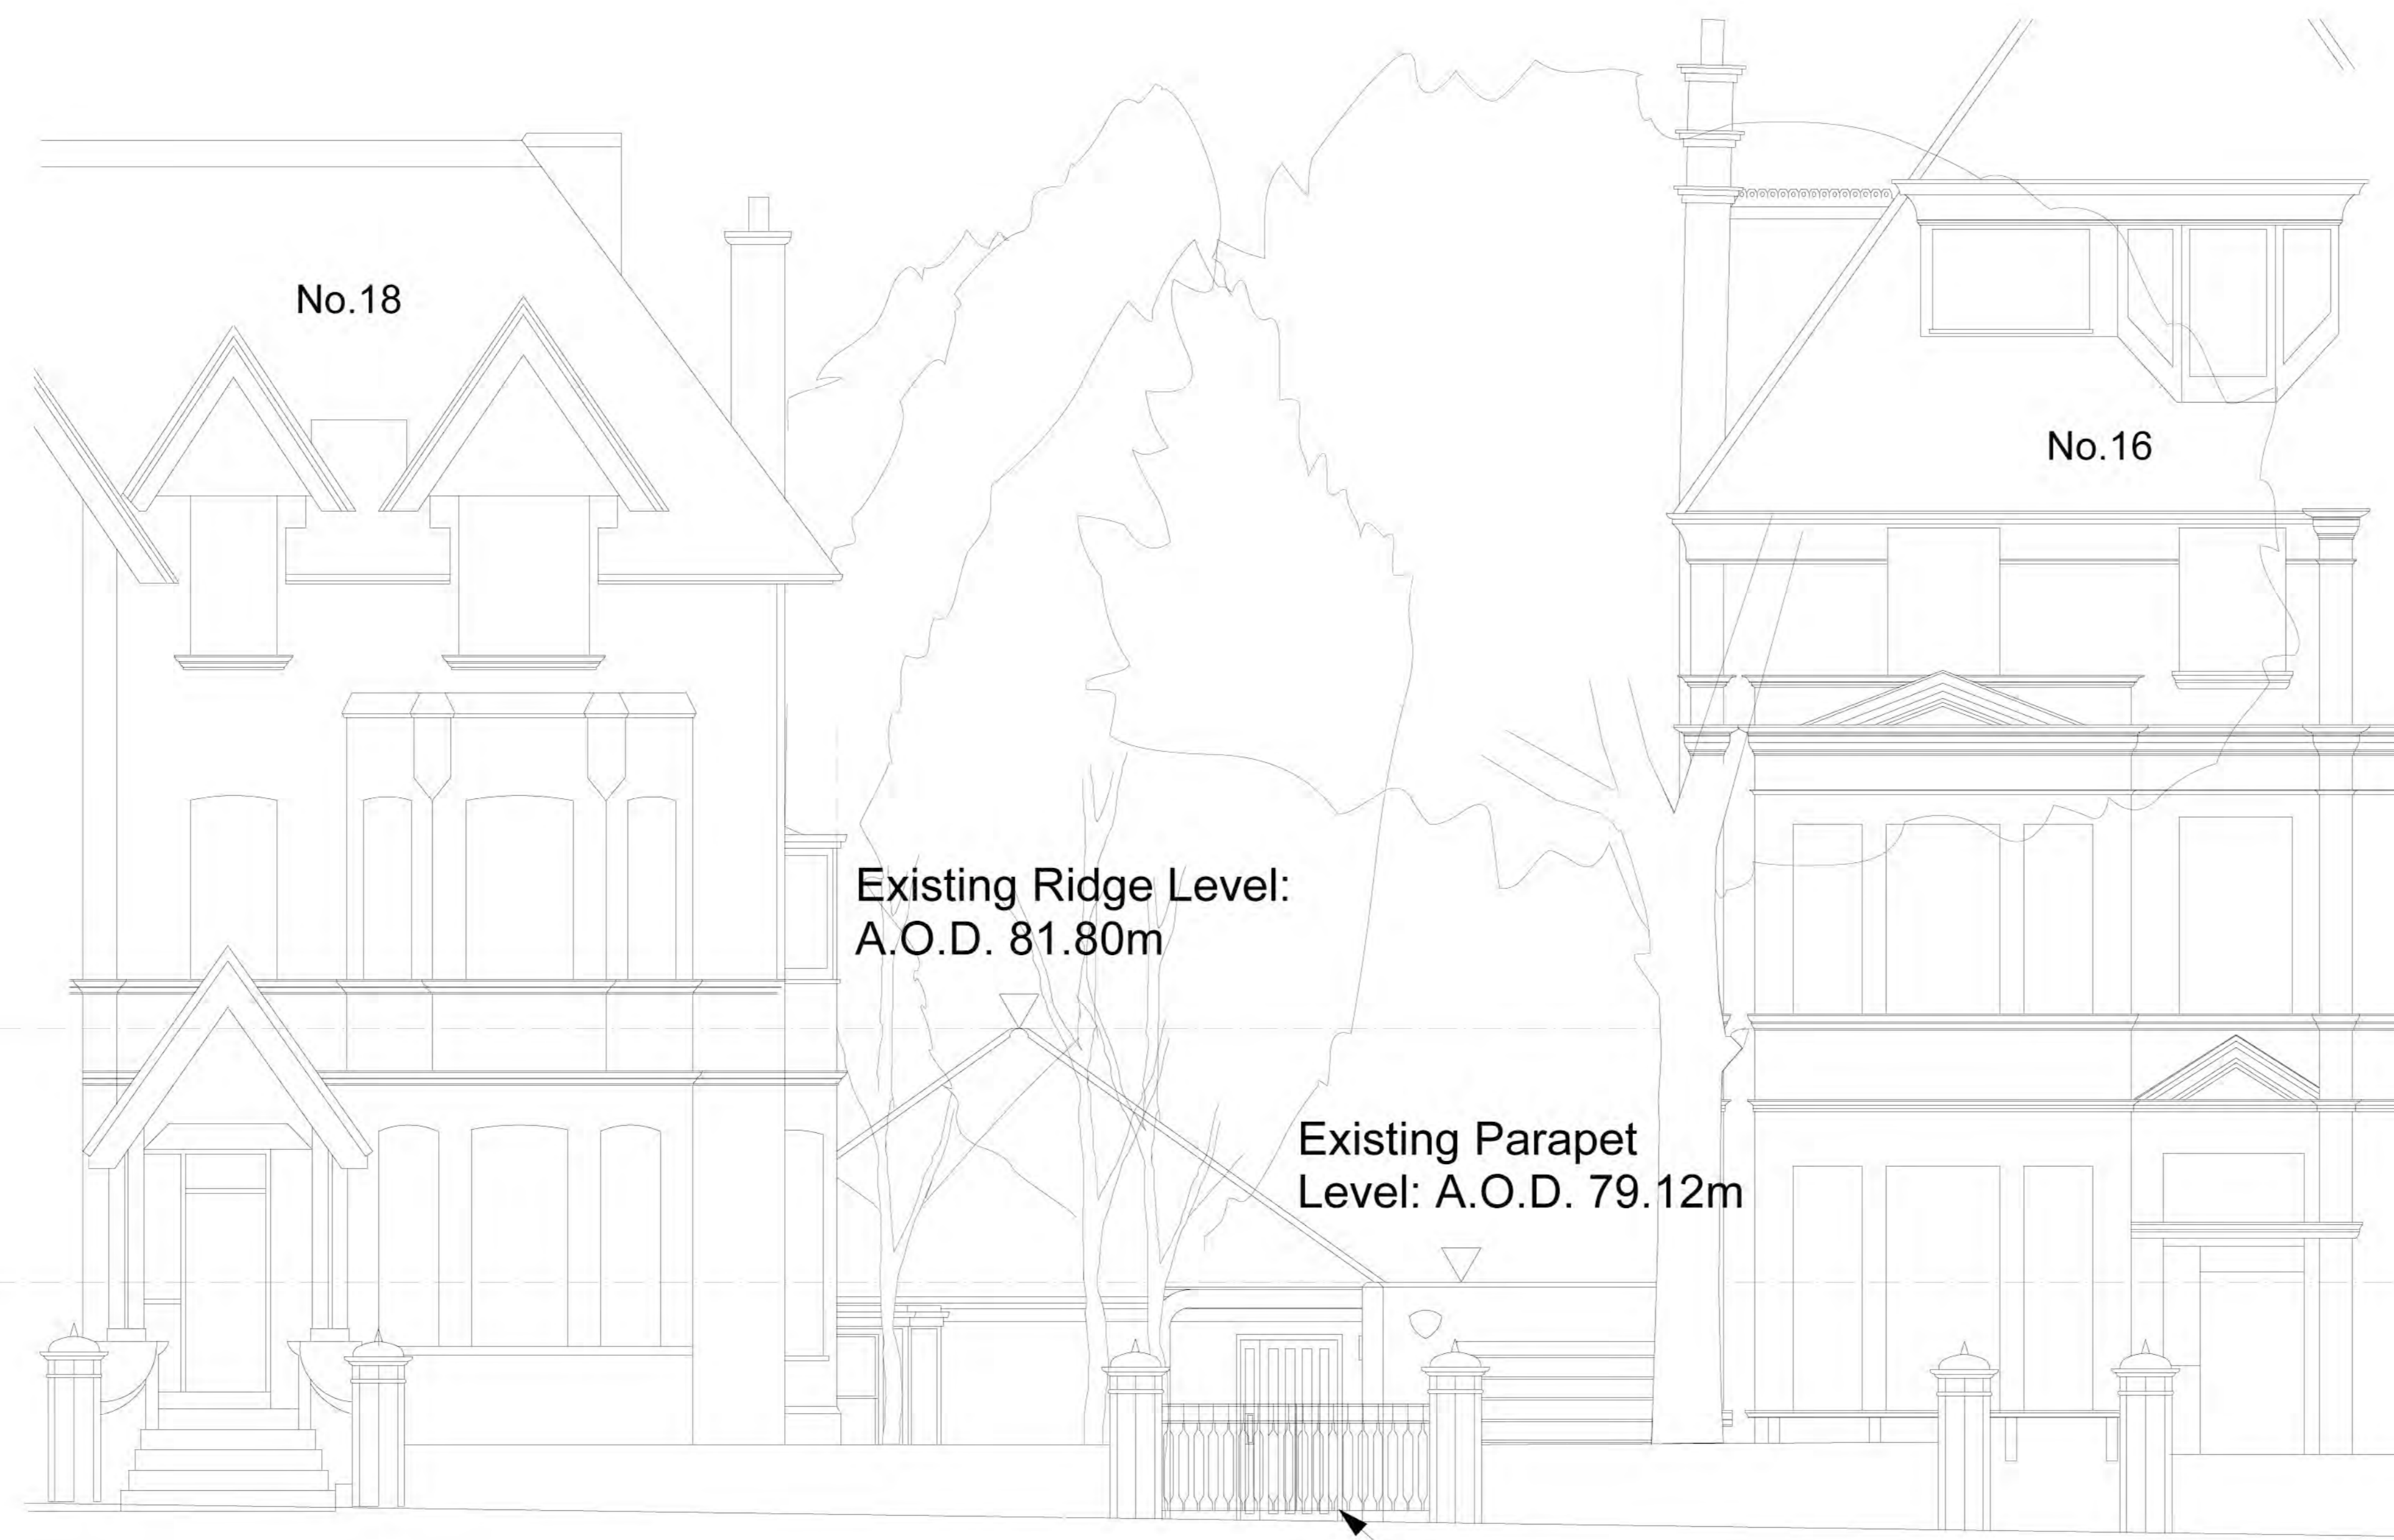 No.18
No.16
Existing Ridge Level:
A.O.D. 81.80m
Existing Parapet
Level: A.O.D. 79.12m